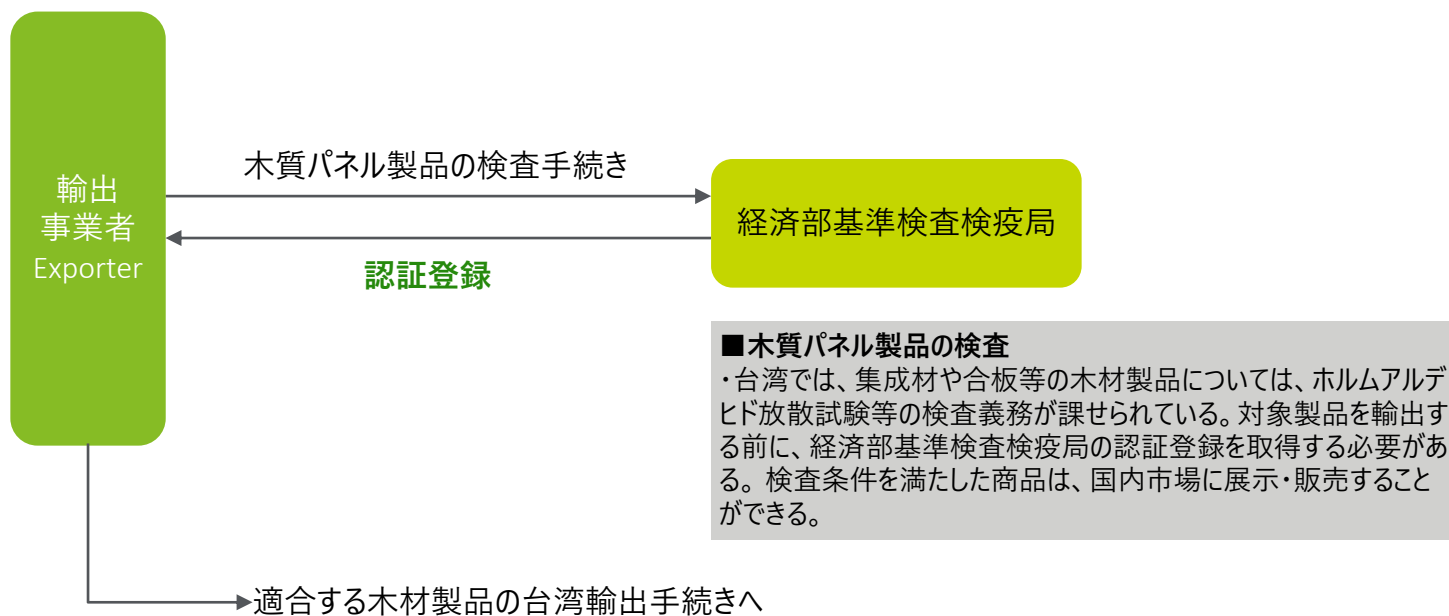 輸出
事業者
Exporter
木質パネル製品の検査手続き
認証登録
経済部基準検査検疫局
■木質パネル製品の検査
・台湾では、集成材や合板等の木材製品については、ホルムアルデ
ヒド放散試験等の検査義務が課せられている。対象製品を輸出す
る前に、経済部基準検査検疫局の認証登録を取得する必要があ
る。検査条件を満たした商品は、国内市場に展示・販売すること
ができる。
適合する木材製品の台湾輸出手続きへ